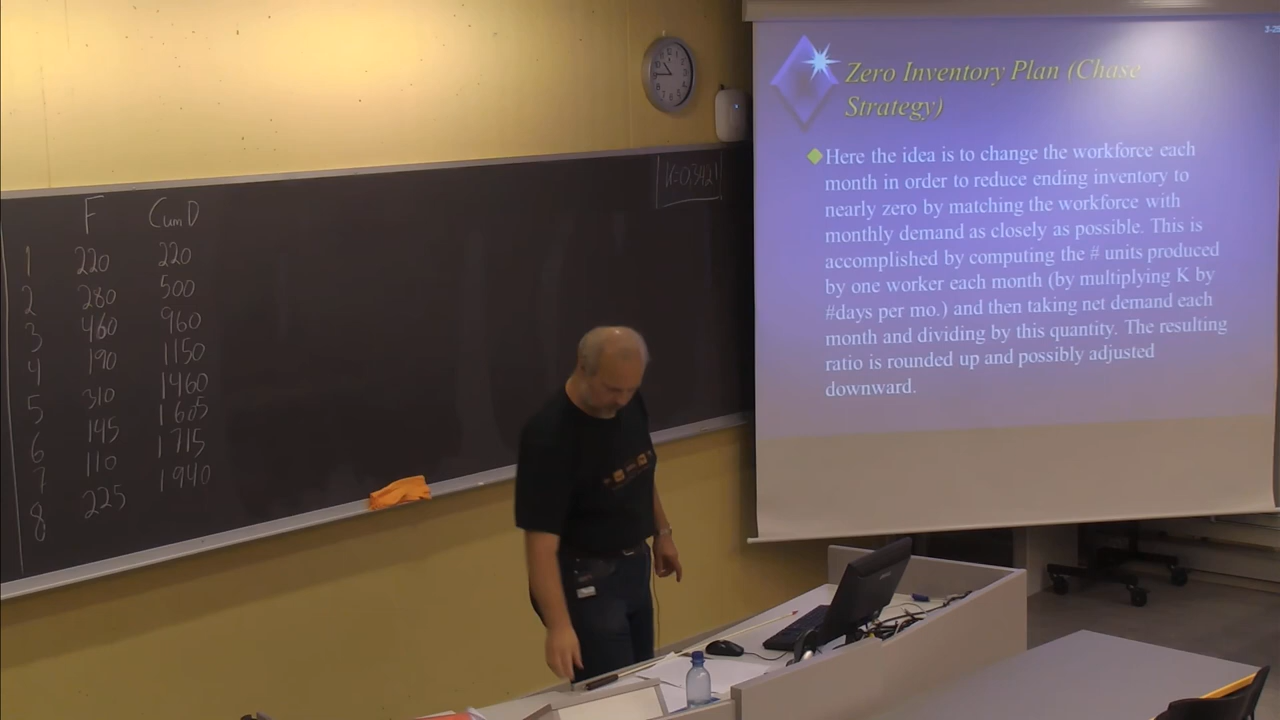 F CumD
1 220 220
2 280 500
3 460 960
4 190 1150
5 310 1460
6 145 1605
7 110 1715
8 225 1940
K=0,3421
Zero Inventory Plan (Chase
Strategy)
Here the idea is to change the workforce each
month in order to reduce ending inventory to
nearly zero by matching the workforce with
monthly demand as closely as possible. This is
accomplished by computing the # units produced
by one worker each month (by multiplying K by
#days per mo.) and then taking net demand each
month and dividing by this quantity. The resulting
ratio is rounded up and possibly adjusted
downward.